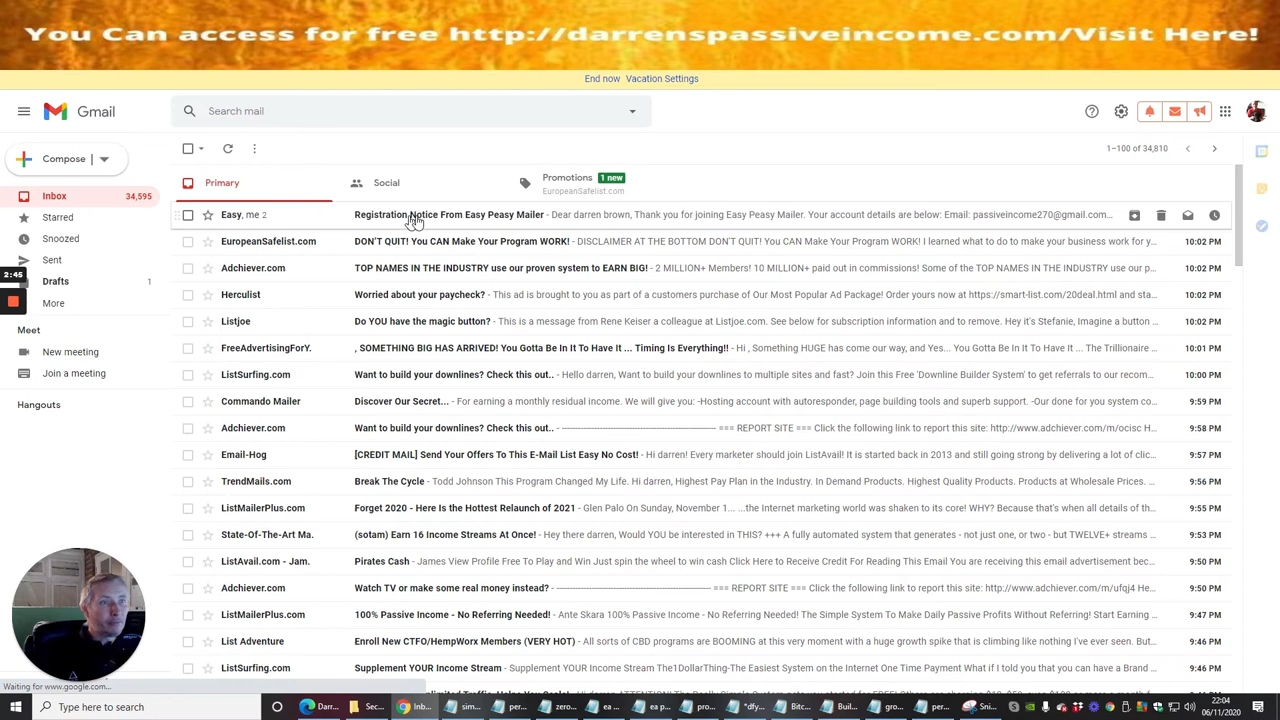 You Can access for free http://darrenspassiveincome.com/Visit Here!
End now Vacation Settings
Gmail
Search mail
Compose
1–100 of 34,810
Inbox 34,595
Starred
Snoozed
Sent
Drafts 1
More
2:45
Meet
New meeting
Join a meeting
Hangouts
Primary
Social
Promotions 1 new
EuropeanSafelist.com
Easy, me 2 Registration Notice From Easy Peasy Mailer - Dear darren brown, Thank you for joining Easy Peasy Mailer. Your account details are below: Email: passiveincome270@gmail.com...
EuropeanSafelist.com DON'T QUIT! You CAN Make Your Program WORK! - DISCLAIMER AT THE BOTTOM DON'T QUIT! You CAN Make Your Program WORK! I learned what to do to make your business work for y... 10:02 PM
Adchiever.com TOP NAMES IN THE INDUSTRY use our proven system to EARN BIG! - 2 MILLION+ Members! 10 MILLION+ paid out in commissions! Some of the TOP NAMES IN THE INDUSTRY use our p... 10:02 PM
Herculist Worried about your paycheck? - This ad is brought to you as part of a customers purchase of Our Most Popular Ad Package! Order yours now at https://smart-list.com/20deal.html and sta... 10:02 PM
Listjoe Do YOU have the magic button? - This is a message from Rene Keiser a colleague at Listjoe.com. See below for subscription information and to remove. Hey it's Stefanie, Imagine a button ... 10:02 PM
FreeAdvertisingForY. , SOMETHING BIG HAS ARRIVED! You Gotta Be In It To Have It ... Timing Is Everything!! - Hi , Something HUGE has come our way, and Yes... You Gotta Be In It To Have It... The Trillionaire ... 10:01 PM
ListSurfing.com Want to build your downlines? Check this out.. - Hello darren, Want to build your downlines to multiple sites and fast? Join this Free 'Downline Builder System' to get referrals to our recom... 10:00 PM
Commando Mailer Discover Our Secret... - For earning a monthly residual income. We will give you: -Hosting account with autoresponder, page building tools and superb support. -Our done for you system co... 9:59 PM
Adchiever.com Want to build your downlines? Check this out.. - === REPORT SITE === Click the following link to report this site: http://www.adchiever.com/m/ocisc H... 9:58 PM
Email-Hog [CREDIT MAIL] Send Your Offers To This E-Mail List Easy No Cost! - Hi darren! Every marketer should join ListAvail! It is started back in 2013 and still going strong by delivering a lot of clic... 9:57 PM
TrendMails.com Break The Cycle - Todd Johnson This Program Changed My Life. Hi darren, Highest Pay Plan in the Industry. In Demand Products. Highest Quality Products. Products at Wholesale Prices. ... 9:56 PM
ListMailerPlus.com Forget 2020 - Here Is the Hottest Relaunch of 2021 - Glen Palo On Sunday, November 1... ...the Internet marketing world was shaken to its core! WHY? Because that's when all details of th... 9:55 PM
State-Of-The-Art Ma. (sotam) Earn 16 Income Streams At Once! - Hey there darren, Would YOU be interested in THIS? +++ A fully automated system that generates - not just one, or two - but TWELVE+ streams ... 9:53 PM
ListAvail.com - Jam. Pirates Cash - James View Profile Free To Play and Win Just spin the wheel to win cash Click Here to Receive Credit For Reading This Email You are receiving this email advertisement bec... 9:50 PM
Adchiever.com Watch TV or make some real money instead? - === REPORT SITE === Click the following link to report this site: http://www.adchiever.com/m/ufqj4 H... 9:50 PM
ListMailerPlus.com 100% Passive Income - No Referring Needed! - Ante Skara 100% Passive Income - No Referring Needed! The Simple System To Make Daily Passive Profits Without Referring! Start Earning ... 9:47 PM
List Adventure Enroll New CTFO/HempWorx Members (VERY HOT) - All sorts of CBD programs are BOOMING at this very moment with a huge growth spike that is climbing like nothing I've ever seen. But... 9:46 PM
ListSurfing.com Supplement YOUR Income Stream - The1DollarThing-The Easiest System on the Internet One Time Payment What if I told you that you can have a Brand ... 9:46 PM
Waiting for www.google.com...
Type here to search
Darr... Sec... Inb... sim... per... zero... ea ... ea p... pro... *dfy... Bitc... Buil... gro... per... Sni...
22:04
06/11/2020